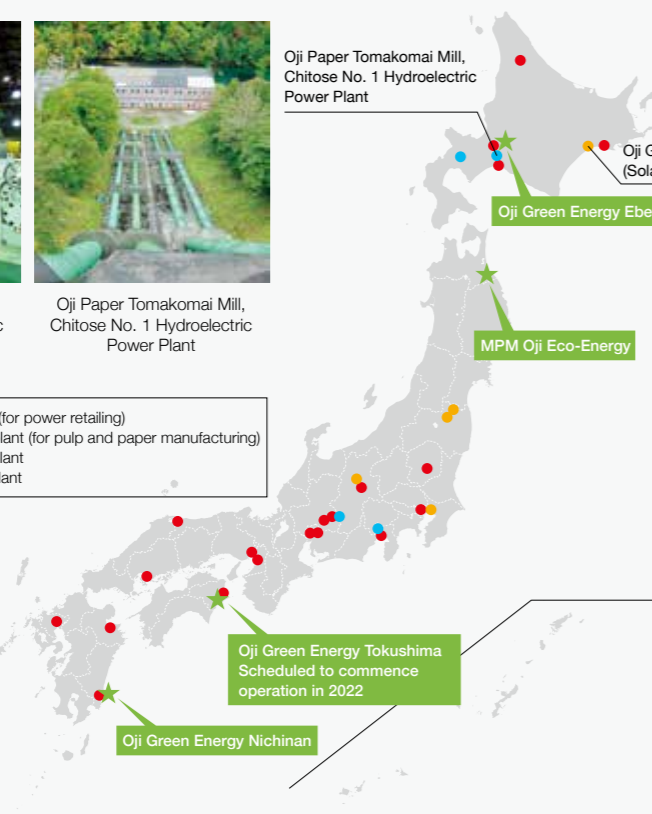 Oji Paper Tomakomai Mill,
Chitose No. 1 Hydroelectric
Power Plant
Oji G
(Sola
Oji Green Energy Ebe
MPM Oji Eco-Energy
c
Oji Paper Tomakomai Mill,
Chitose No. 1 Hydroelectric
Power Plant
(for power retailing)
lant (for pulp and paper manufacturing)
lant
lant
Oji Green Energy Tokushima
Scheduled to commence
operation in 2022
Oji Green Energy Nichinan